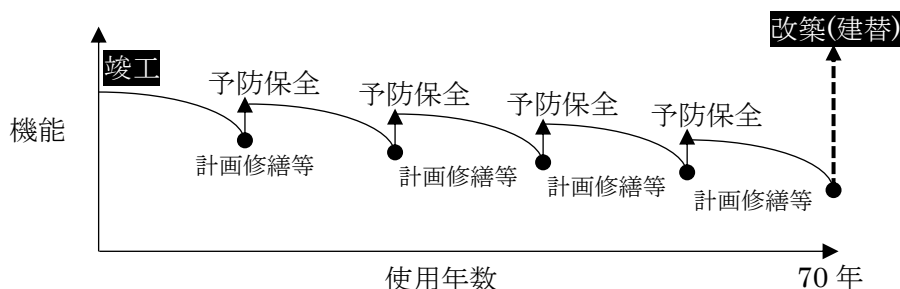 改築(建替)
竣工
予防保全
予防保全
予防保全
予防保全
機能
計画修繕等
計画修繕等
計画修繕等
計画修繕等
使用年数
70 年